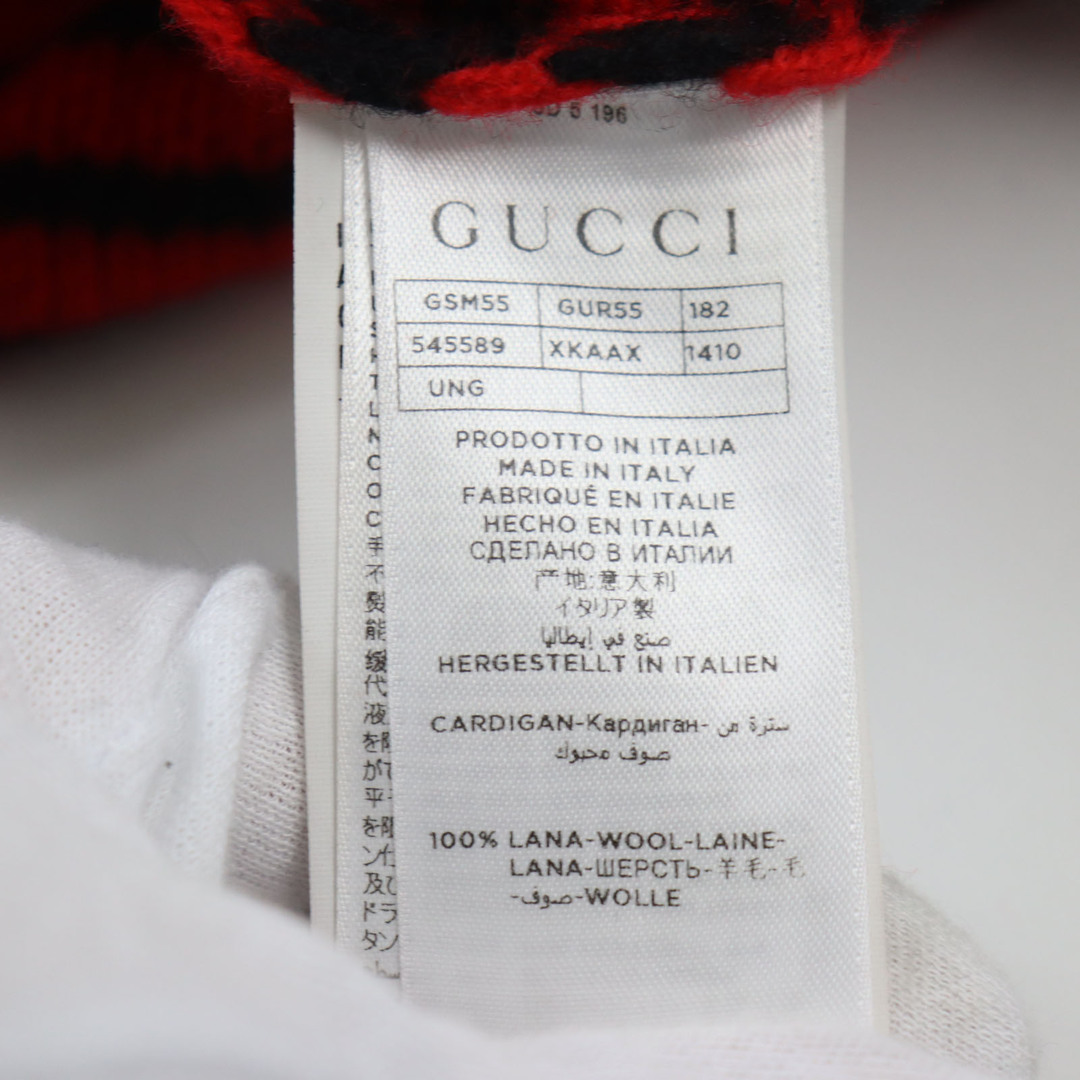 5 196
GUCCI
GSM55 GUR55 182
545589 XKAAX 1410
UNG
PRODOTTO IN ITALIA
MADE IN ITALY
FABRIQUÉ EN ITALIE
HECHO EN ITALIA
СДЕЛАНО В ИТАЛИИ
产地:意大利
イタリア製
صنع في إيطاليا
HERGESTELLT IN ITALIEN
CARDIGAN-Кардиган- سترة من
صوف محبوك
100% LANA-WOOL-LAINE-
LANA-ШЕРСТЬ-羊毛-毛
-صوف-WOLLE